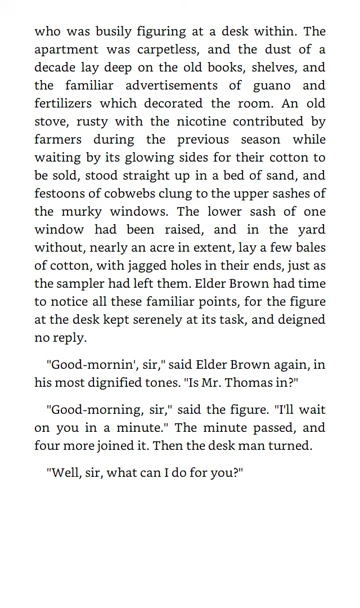 who was busily figuring at a desk within. The
apartment was carpetless, and the dust of a
decade lay deep on the old books, shelves, and
the familiar advertisements of guano and
fertilizers which decorated the room. An old
stove, rusty with the nicotine contributed by
farmers during the previous season while
waiting by its glowing sides for their cotton to
be sold, stood straight up in a bed of sand, and
festoons of cobwebs clung to the upper sashes of
the murky windows. The lower sash of one
window had been raised, and in the yard
without, nearly an acre in extent, lay a few bales
of cotton, with jagged holes in their ends, just as
the sampler had left them. Elder Brown had time
to notice all these familiar points, for the figure
at the desk kept serenely at its task, and deigned
no reply.
"Good-mornin', sir," said Elder Brown again, in
his most dignified tones. "Is Mr. Thomas in?"
"Good-morning, sir," said the figure. "I'll wait
on you in a minute." The minute passed, and
four more joined it. Then the desk man turned.
"Well, sir, what can I do for you?"